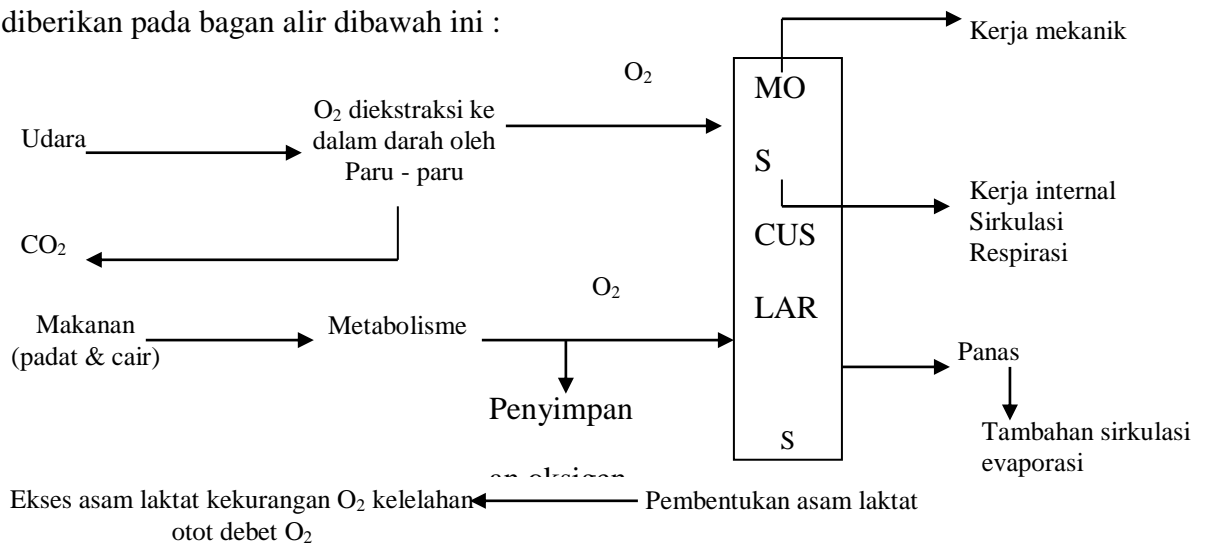 diberikan pada bagan alir dibawah ini :
Kerja mekanik
O₂
MO
O₂ diekstraksi ke
dalam darah oleh
Paru - paru
Udara
S
Kerja internal
Sirkulasi
Respirasi
CUS
CO₂
O₂
LAR
Makanan
(padat & cair)
Metabolisme
Panas
Penyimpan
an oksigen
S
Tambahan sirkulasi
evaporasi
Ekses asam laktat kekurangan O₂ kelelahan
otot debet O₂
Pembentukan asam laktat